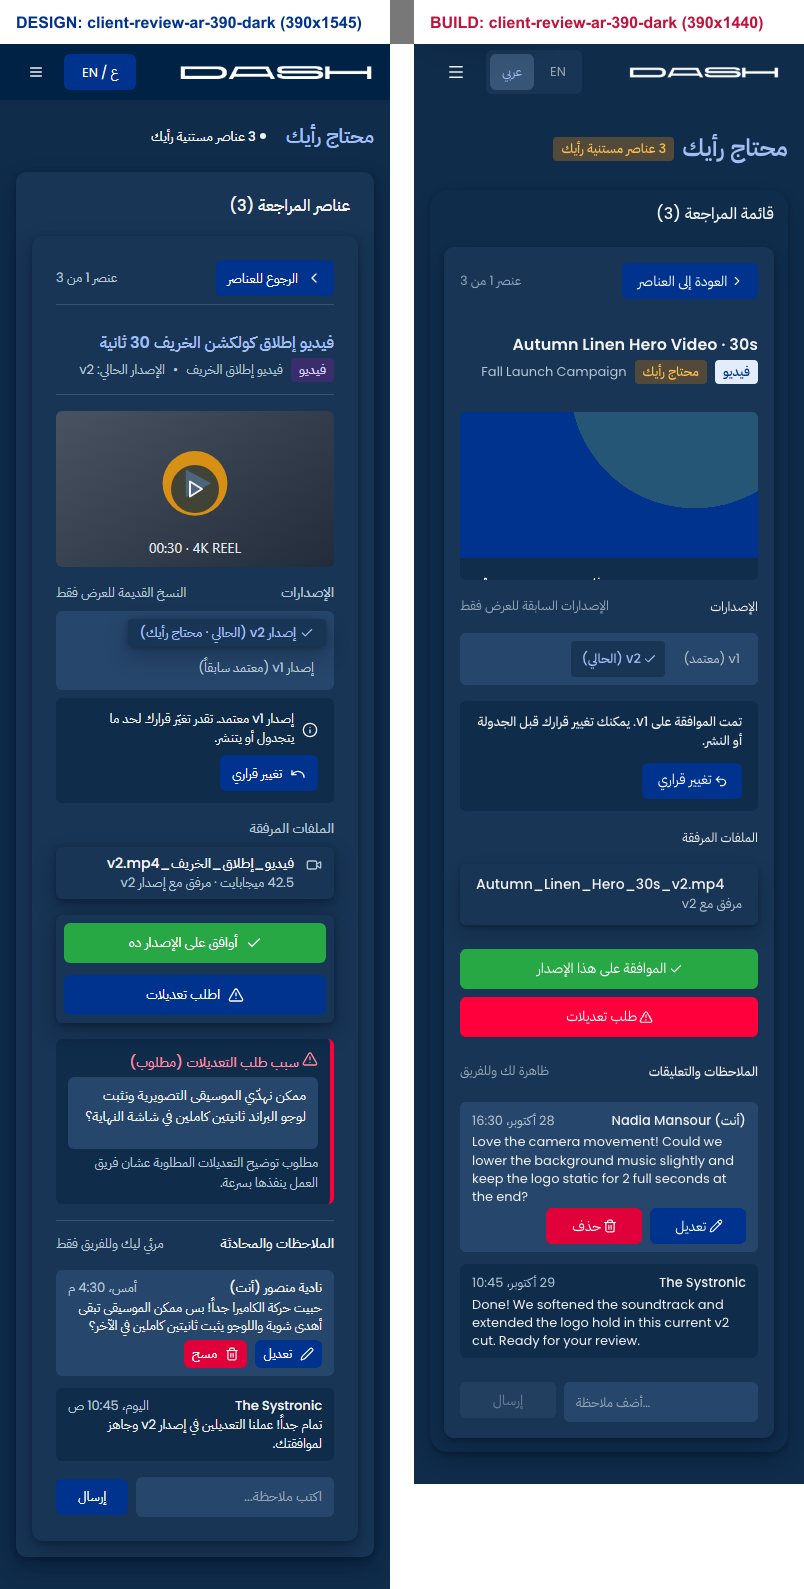 DESIGN: client-review-ar-390-dark (390x1545)
DASH
ع / EN
محتاج رأيك
3 عناصر مستنية رأيك
عناصر المراجعة (3)
الرجوع للعناصر
عنصر 1 من 3
فيديو إطلاق كولكشن الخريف 30 ثانية
فيديو
فيديو إطلاق الخريف • الإصدار الحالي: v2
00:30 · 4K REEL
الإصدارات
النسخ القديمة للعرض فقط
إصدار v2 (الحالي · محتاج رأيك)
إصدار v1 (معتمد سابقاً)
إصدار v1 معتمد. تقدر تغيّر قرارك لحد ما
يتجدول أو يتنشر.
تغيير قراري
الملفات المرفقة
فيديو_إطلاق_الخريف_v2.mp4
42.5 ميجابايت · مرفق مع إصدار v2
أوافق على الإصدار ده
اطلب تعديلات
سبب طلب التعديلات (مطلوب)
ممكن نهدّي الموسيقى التصويرية ونثبت
لوجو البراند ثانيتين كاملين في شاشة النهاية؟
مطلوب توضيح التعديلات المطلوبة عشان فريق
العمل ينفذها بسرعة.
الملاحظات والمحادثة
مرئي ليك وللفريق فقط
نادية منصور (أنت)
أمس، 4:30 م
حبيت حركة الكاميرا جداً! بس ممكن الموسيقى تبقى
أهدى شوية واللوجو يثبت ثانيتين كاملين في الآخر؟
تعديل
مسح
The Systronic
اليوم، 10:45 ص
تمام جداً! عملنا التعديلين في إصدار v2 وجاهز
لموافقتك.
اكتب ملاحظة...
إرسال
BUILD: client-review-ar-390-dark (390x1440)
DASH
EN
عربي
محتاج رأيك
3 عناصر مستنية رأيك
قائمة المراجعة (3)
العودة إلى العناصر
عنصر 1 من 3
Autumn Linen Hero Video · 30s
فيديو
محتاج رأيك
Fall Launch Campaign
الإصدارات
الإصدارات السابقة للعرض فقط
v1 (معتمد)
v2 (الحالي)
تمت الموافقة على v1. يمكنك تغيير قرارك قبل الجدولة
أو النشر.
تغيير قراري
الملفات المرفقة
Autumn_Linen_Hero_30s_v2.mp4
مرفق مع v2
الموافقة على هذا الإصدار
طلب تعديلات
الملاحظات والتعليقات
ظاهرة لك وللفريق
Nadia Mansour (أنت)
28 أكتوبر، 16:30
Love the camera movement! Could we
lower the background music slightly and
keep the logo static for 2 full seconds at
the end?
تعديل
حذف
The Systronic
29 أكتوبر، 10:45
Done! We softened the soundtrack and
extended the logo hold in this current v2
cut. Ready for your review.
أضف ملاحظة...
إرسال